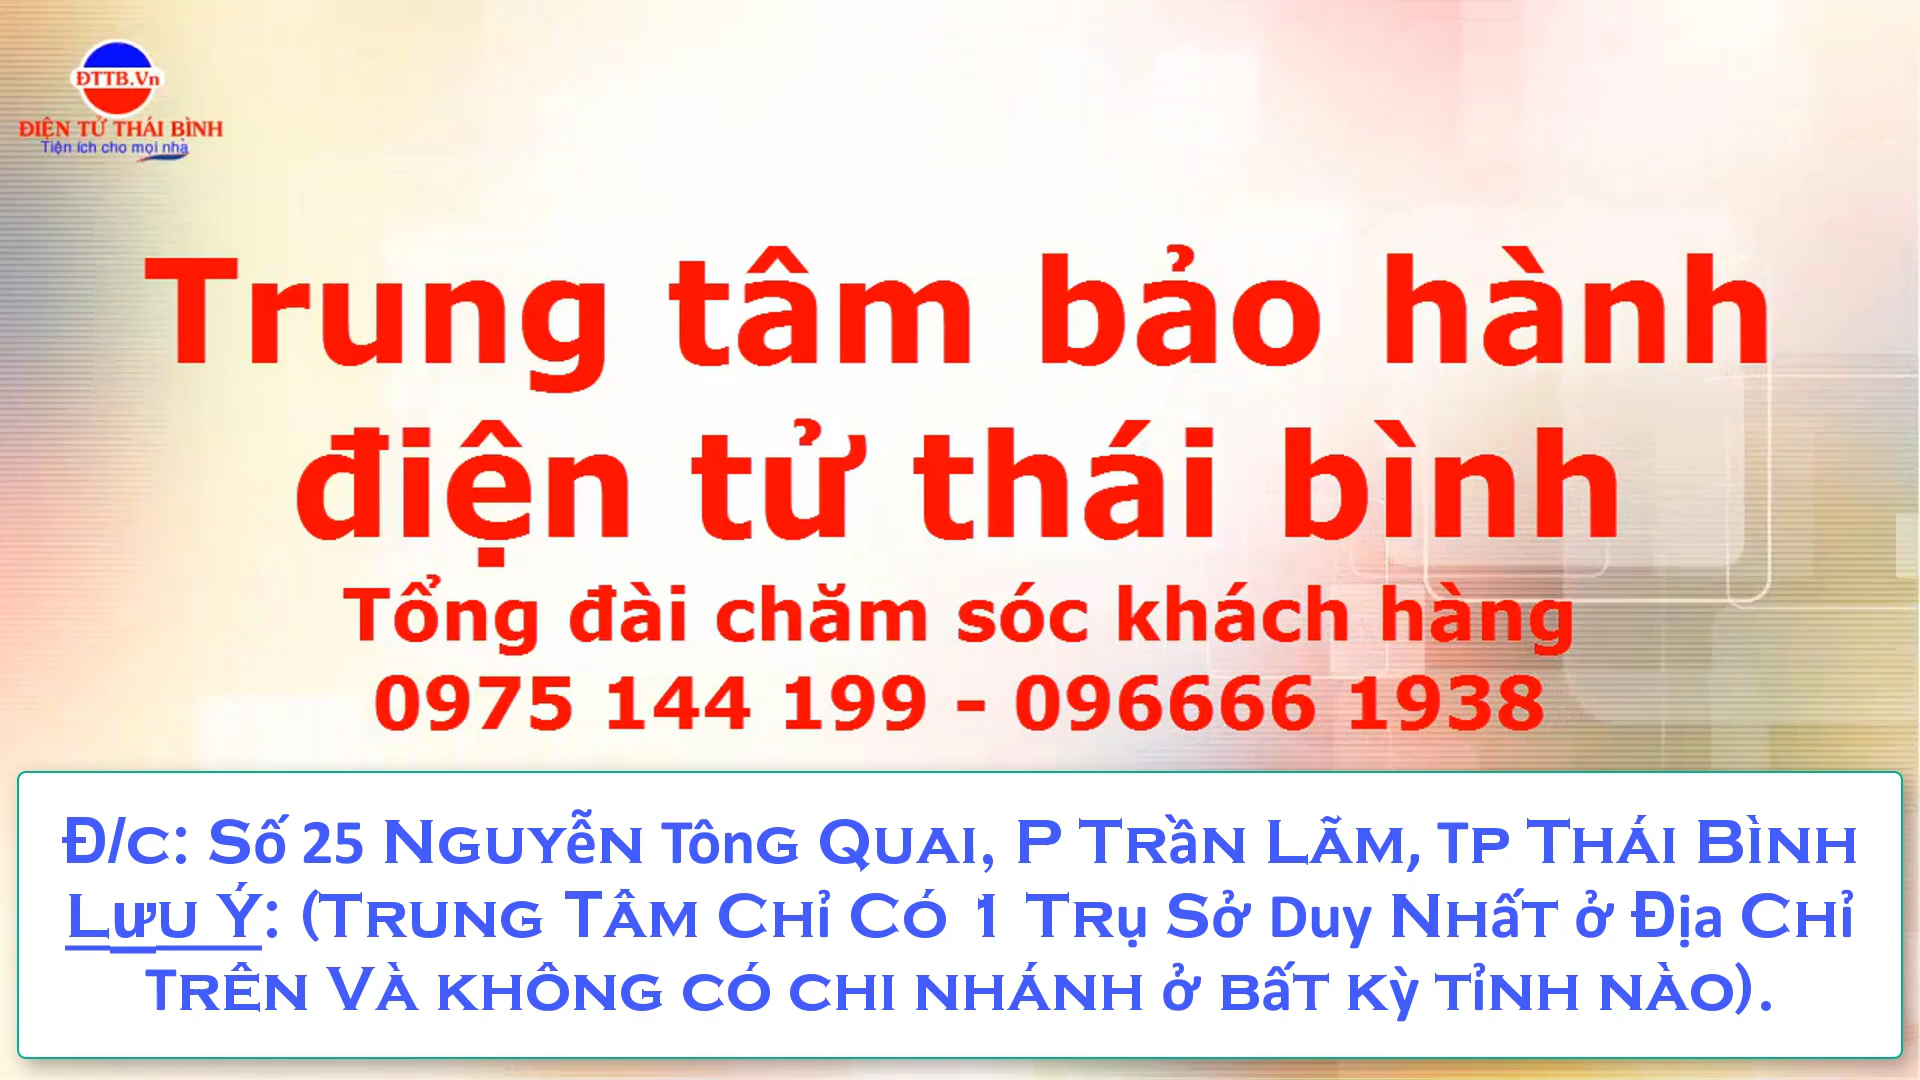 ĐTTB.Vn
ĐIỆN TỬ THÁI BÌNH
Tiện ích cho mọi nhà
Trung tâm bảo hành
điện tử thái bình
Tổng đài chăm sóc khách hàng
0975 144 199 - 096666 1938
Đ/c: Số 25 Nguyễn Tông Quai, P Trần Lãm, Tp Thái Bình
Lưu Ý: (Trung Tâm Chỉ Có 1 Trụ Sở Duy Nhất ở Địa Chỉ
Trên Và không có chi nhánh ở bất kỳ tỉnh nào).